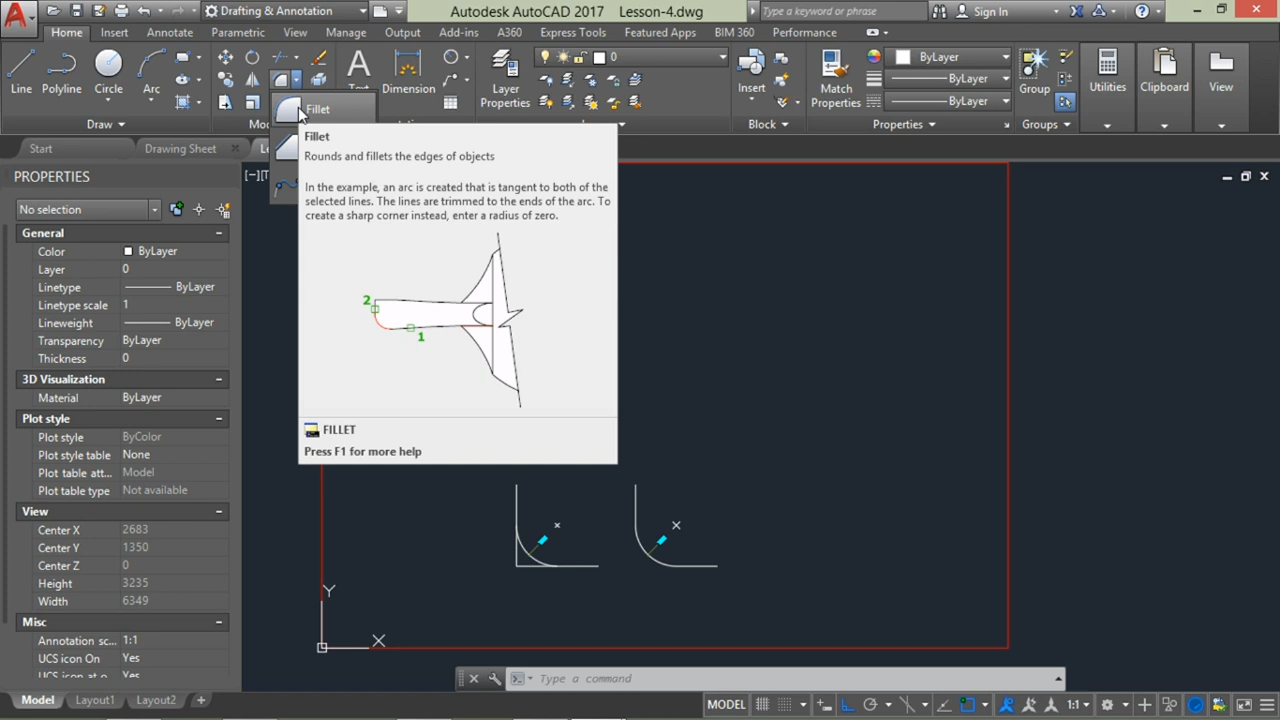 Drafting & Annotation
Autodesk AutoCAD 2017 Lesson-4.dwg
Type a keyword or phrase
Sign In
Home Insert Annotate Parametric View Manage Output Add-ins A360 Express Tools Featured Apps BIM 360 Performance
Line Polyline Circle Arc
Dimension
Layer
Properties
0
Insert
Match
Properties
ByLayer
ByLayer
ByLayer
Group
Utilities
Clipboard
View
Draw
Block
Properties
Groups
Fillet
Fillet
Rounds and fillets the edges of objects
In the example, an arc is created that is tangent to both of the
selected lines. The lines are trimmed to the ends of the arc. To
create a sharp corner instead, enter a radius of zero.
2
1
FILLET
Press F1 for more help
Start
Drawing Sheet
PROPERTIES
No selection
General
Color ByLayer
Layer 0
Linetype ByLayer
Linetype scale 1
Lineweight ByLayer
Transparency ByLayer
Thickness 0
3D Visualization
Material ByLayer
Plot style
Plot style ByColor
Plot style table None
Plot table att... Model
Plot table type Not available
View
Center X 2683
Center Y 1350
Center Z 0
Height 3235
Width 6349
Misc
Annotation sc... 1:1
UCS icon On Yes
Y
X
Type a command
Model Layout1 Layout2
MODEL
1:1